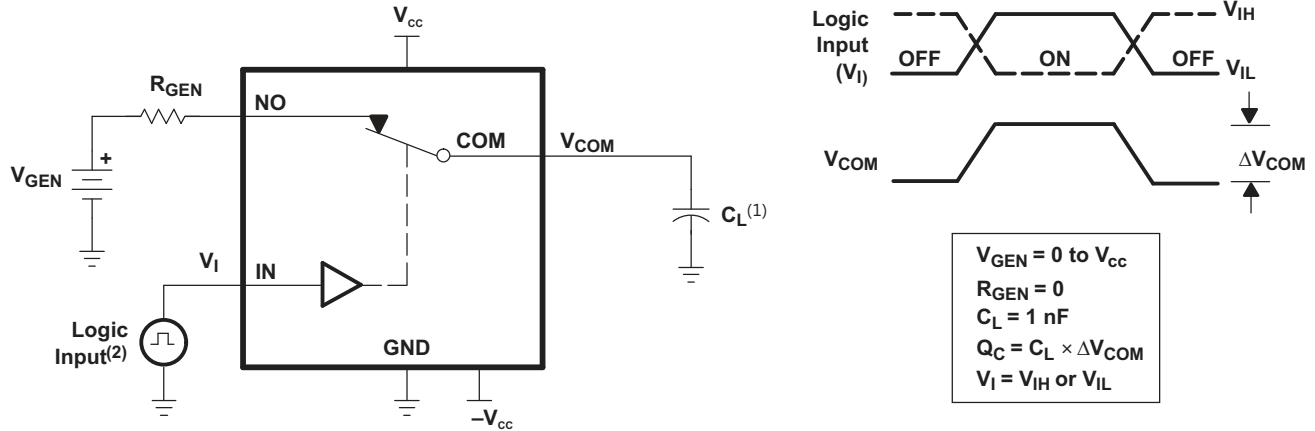 V_cc
R_GEN
NO
COM
V_COM
V_GEN
+
C_L(1)
V_I
IN
Logic
Input(2)
GND
–V_cc
Logic
Input
(V_I)
V_IH
OFF
ON
OFF
V_IL
V_COM
ΔV_COM
V_GEN = 0 to V_cc
R_GEN = 0
C_L = 1 nF
Q_C = C_L × ΔV_COM
V_I = V_IH or V_IL